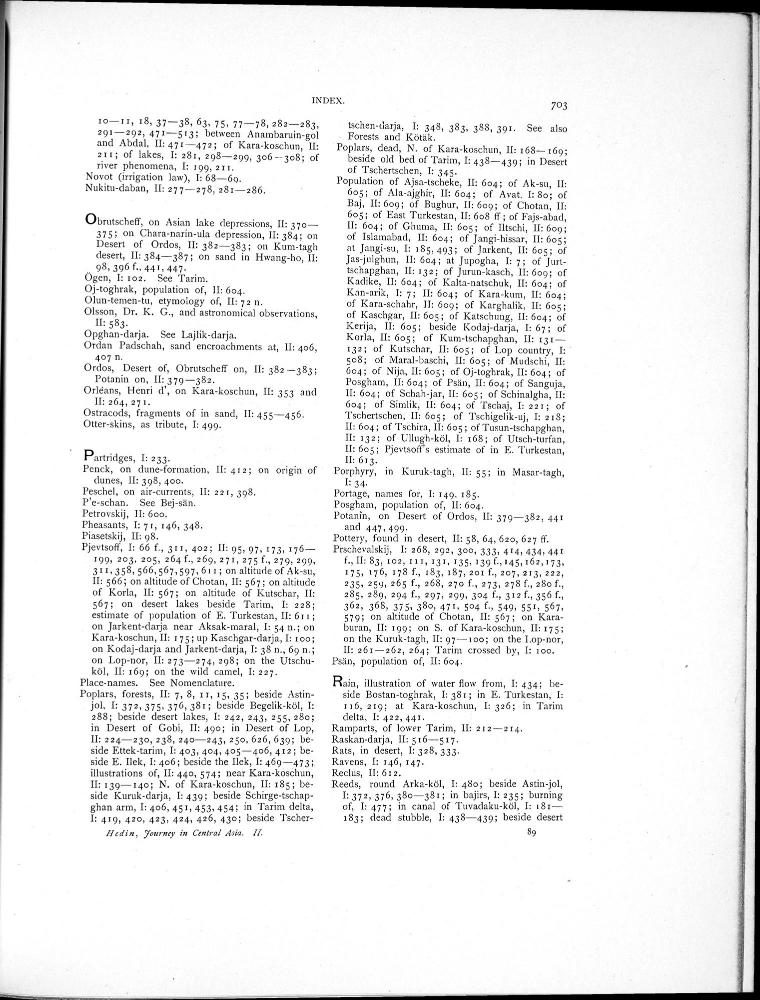 INDEX.
703
10—11, 18, 37—38, 63, 75, 77—78, 282—283,
291—292, 471—513; between Anambaruin-gol
and Abdal, II: 471—472; of Kara-koschun, II:
211; of lakes, I: 281, 298—299, 306—308; of
river phenomena, I: 199, 211.
Novot (irrigation law), I: 68—69.
Nukitu-daban, II: 277—278, 281—286.
Obrutscheff, on Asian lake depressions, II: 370—
375; on Chara-narin-ula depression, II: 384; on
Desert of Ordos, II: 382—383; on Kum-tagh
desert, II: 384—387; on sand in Hwang-ho, II:
98, 396 f., 441, 447.
Ögen, I: 102. See Tarim.
Oj-toghrak, population of, II: 604.
Olun-temen-tu, etymology of, II: 72 n.
Olsson, Dr. K. G., and astronomical observations,
II: 583.
Opghan-darja. See Lajlik-darja.
Ordan Padschah, sand encroachments at, II: 406,
407 n.
Ordos, Desert of, Obrutscheff on, II: 382—383;
Potanin on, II: 379—382.
Orléans, Henri d', on Kara-koschun, II: 353 and
II: 264, 271.
Ostracods, fragments of in sand, II: 455—456.
Otter-skins, as tribute, I: 499.
Partridges, I: 233.
Penck, on dune-formation, II: 412; on origin of
dunes, II: 398, 400.
Peschel, on air-currents, II: 221, 398.
P'e-schan. See Bej-sän.
Petrovskij, II: 600.
Pheasants, I: 71, 146, 348.
Piasetskij, II: 98.
Pjevtsoff, I: 66 f., 311, 402; II: 95, 97, 173, 176—
199, 203, 205, 264 f., 269, 271, 275 f., 279, 299,
311, 358, 566, 567, 597, 611; on altitude of Ak-su,
II: 566; on altitude of Chotan, II: 567; on altitude
of Korla, II: 567; on altitude of Kutschar, II:
567; on desert lakes beside Tarim, I: 228;
estimate of population of E. Turkestan, II: 611;
on Jarkent-darja near Aksak-maral, I: 54 n.; on
Kara-koschun, II: 175; up Kaschgar-darja, I: 100;
on Kodaj-darja and Jarkent-darja, I: 38 n., 69 n.;
on Lop-nor, II: 273—274, 298; on the Utschu-
köl, II: 169; on the wild camel, I: 227.
Place-names. See Nomenclature.
Poplars, forests, II: 7, 8, 11, 15, 35; beside Astin-
jol, I: 372, 375, 376, 381; beside Begelik-köl, I:
288; beside desert lakes, I: 242, 243, 255, 280;
in Desert of Gobi, II: 490; in Desert of Lop,
II: 224—230, 238, 240—243, 250, 626, 639; be-
side Ettek-tarim, I: 403, 404, 405—406, 412; be-
side E. Ilek, I: 406; beside the Ilek, I: 469—473;
illustrations of, II: 440, 574; near Kara-koschun,
II: 139—140; N. of Kara-koschun, II: 185; be-
side Kuruk-darja, I: 439; beside Schirge-tschap-
ghan arm, I: 406, 451, 453, 454; in Tarim delta,
I: 419, 420, 423, 424, 426, 430; beside Tscher-
Hedin, Journey in Central Asia. II.
tschen-darja, I: 348, 383, 388, 391. See also
Forests and Kötäk.
Poplars, dead, N. of Kara-koschun, II: 168—169;
beside old bed of Tarim, I: 438—439; in Desert
of Tschertschen, I: 345.
Population of Ajsa-tscheke, II: 604; of Ak-su, II:
605; of Ala-ajghir, II: 604; of Avat. I: 80; of
Baj, II: 609; of Bughur, II: 609; of Chotan, II:
605; of East Turkestan, II: 608 ff; of Fajs-abad,
II: 604; of Ghuma, II: 605; of Iltschi, II: 609;
of Islamabad, II: 604; of Jangi-hissar, II: 605;
at Jangi-su, I: 185, 493; of Jarkent, II: 605; of
Jas-julghun, II: 604; at Jupogha, I: 7; of Jurt-
tschapghan, II: 132; of Jurun-kasch, II: 609; of
Kadike, II: 604; of Kalta-natschuk, II: 604; of
Kan-arik, I: 7; II: 604; of Kara-kum, II: 604;
of Kara-schahr, II: 609; of Karghalik, II: 605;
of Kaschgar, II: 605; of Katschung, II: 604; of
Kerija, II: 605; beside Kodaj-darja, I: 67; of
Korla, II: 605; of Kum-tschapghan, II: 131—
132; of Kutschar, II: 605; of Lop country, I:
508; of Maral-baschi, II: 605; of Mudschi, II:
604; of Nija, II: 605; of Oj-toghrak, II: 604; of
Posgham, II: 604; of Psän, II: 604; of Sanguja,
II: 604; of Schah-jar, II: 605; of Schinalgha, II:
604; of Simlik, II: 604; of Tschaj, I: 221; of
Tschertschen, II: 605; of Tschigelik-uj, I: 218;
II: 604; of Tschira, II: 605; of Tusun-tschapghan,
II: 132; of Ullugh-köl, I: 168; of Utsch-turfan,
II: 605; Pjevtsoff's estimate of in E. Turkestan,
II: 613.
Porphyry, in Kuruk-tagh, II: 55; in Masar-tagh,
I: 34.
Portage, names for, I: 149, 185.
Posgham, population of, II: 604.
Potanin, on Desert of Ordos, II: 379—382, 441
and 447, 499.
Pottery, found in desert, II: 58, 64, 620, 627 ff.
Prschevalskij, I: 268, 292, 300, 333, 414, 434, 441
f., II: 83, 102, 111, 131, 135, 139 f., 145, 162, 173,
175, 176, 178 f., 183, 187, 201 f., 207, 213, 222,
235, 259, 265 f., 268, 270 f., 273, 278 f., 280 f.,
285, 289, 294 f., 297, 299, 304 f., 312 f., 356 f.,
362, 368, 375, 380, 471, 504 f., 549, 551, 567,
579; on altitude of Chotan, II: 567; on Kara-
buran, II: 199; on S. of Kara-koschun, II: 175;
on the Kuruk-tagh, II: 97—100; on the Lop-nor,
II: 261—262, 264; Tarim crossed by, I: 100.
Psän, population of, II: 604.
Rain, illustration of water flow from, I: 434; be-
side Bostan-toghrak, I: 381; in E. Turkestan, I:
116, 219; at Kara-koschun, I: 326; in Tarim
delta, I: 422, 441.
Ramparts, of lower Tarim, II: 212—214.
Raskan-darja, II: 516—517.
Rats, in desert, I: 328, 333.
Ravens, I: 146, 147.
Reclus, II: 612.
Reeds, round Arka-köl, I: 480; beside Astin-jol,
I: 372, 376, 380—381; in bajirs, I: 235; burning
of, I: 477; in canal of Tuvadaku-köl, I: 181—
183; dead stubble, I: 438—439; beside desert
89